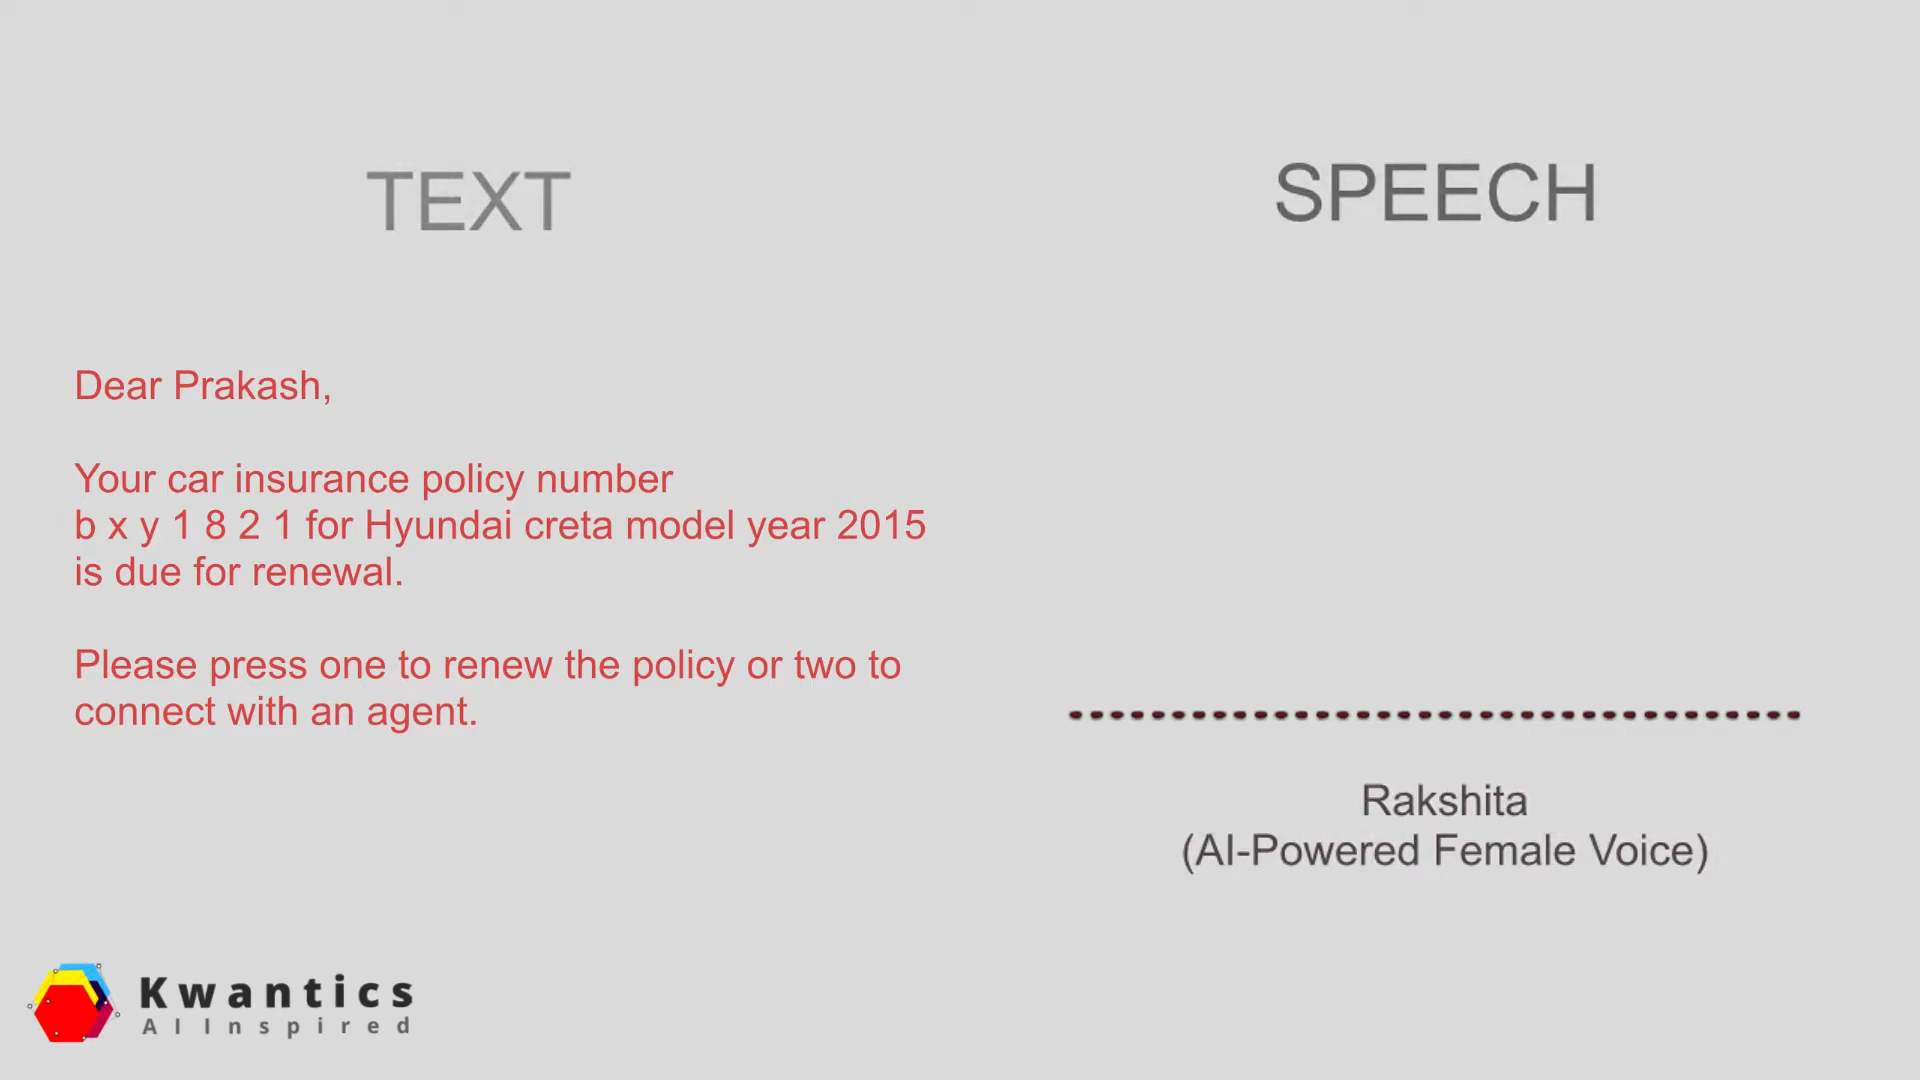 TEXT
SPEECH
Dear Prakash,
Your car insurance policy number
b x y 1 8 2 1 for Hyundai creta model year 2015
is due for renewal.
Please press one to renew the policy or two to
connect with an agent.
Rakshita
(AI-Powered Female Voice)
Kwantics
AI Inspired